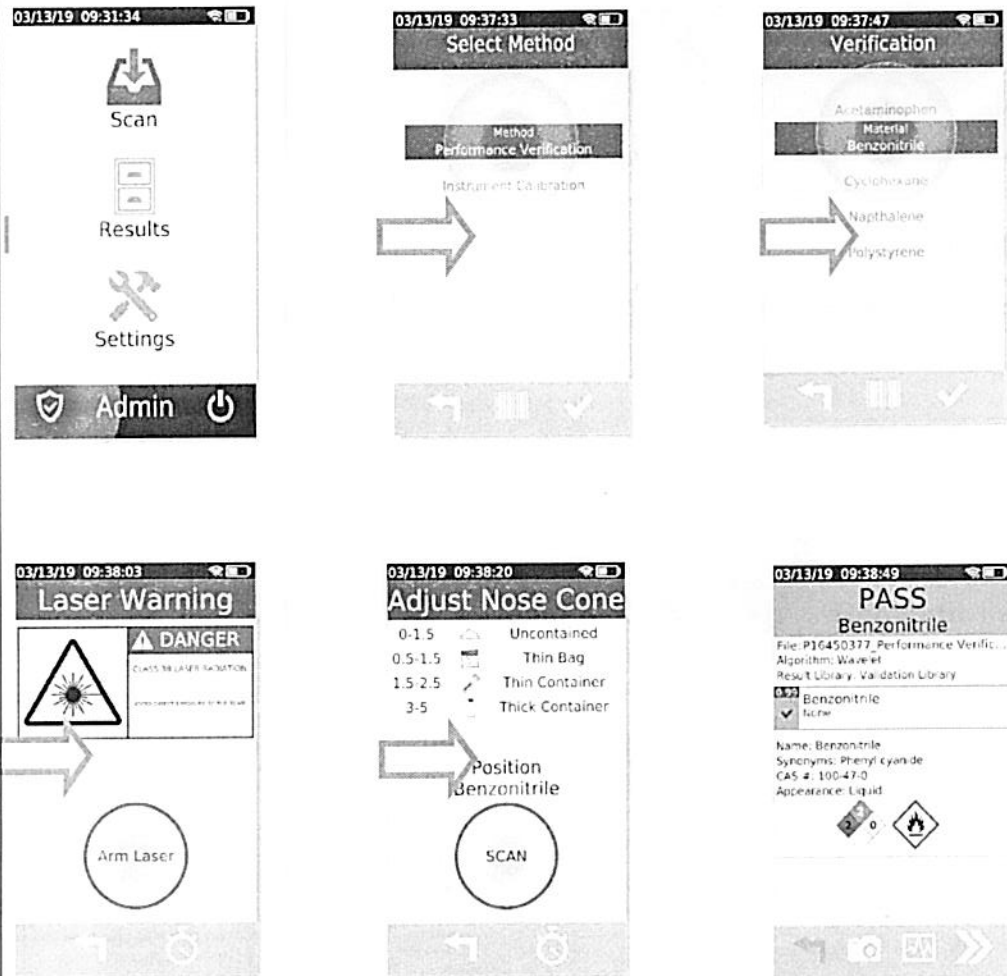 03/13/19 09:31:34
Scan
Results
Settings
Admin
03/13/19 09:37:33
Select Method
Method
Performance Verification
Instrument Calibration
03/13/19 09:37:47
Verification
Acetaminophen
Material
Benzonitrile
Cyclohexane
Napthalene
Polystyrene
03/13/19 09:38:03
Laser Warning
DANGER
CLASS 3B LASER RADIATION
Arm Laser
03/13/19 09:38:20
Adjust Nose Cone
0-1.5 Uncontained
0.5-1.5 Thin Bag
1.5-2.5 Thin Container
3-5 Thick Container
Position
Benzonitrile
SCAN
03/13/19 09:38:49
PASS
Benzonitrile
File: P16450377_Performance Verific...
Algorithm: Wavelet
Result Library: Validation Library
0.99 Benzonitrile
None
Name: Benzonitrile
Synonyms: Phenyl cyanide
CAS #: 100-47-0
Appearance: Liquid
2 0